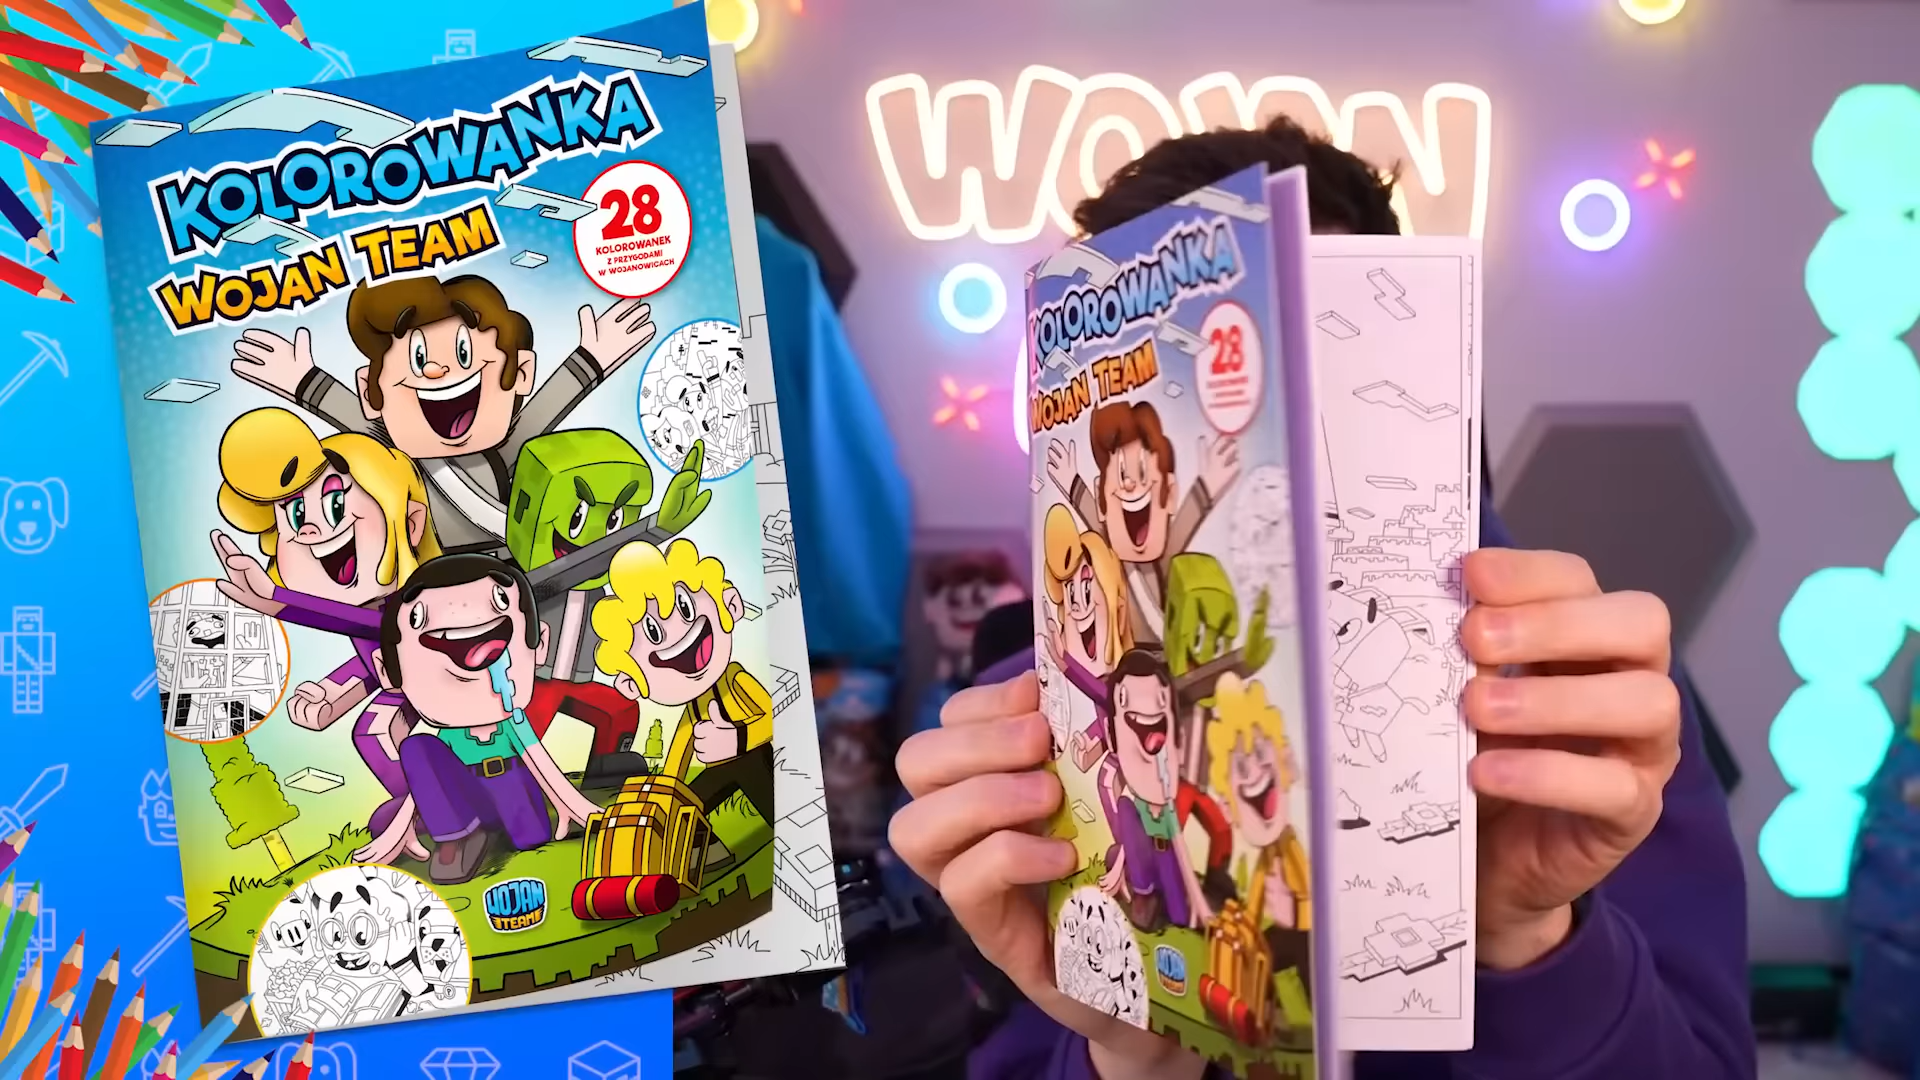 KOLOROWANKA
WOJAN TEAM
28
KOLOROWANEK
Z PRZYGODAMI
W WOJANOWICACH
WOJAN
TEAM
WOJAN
KOLOROWANKA
WOJAN TEAM
28